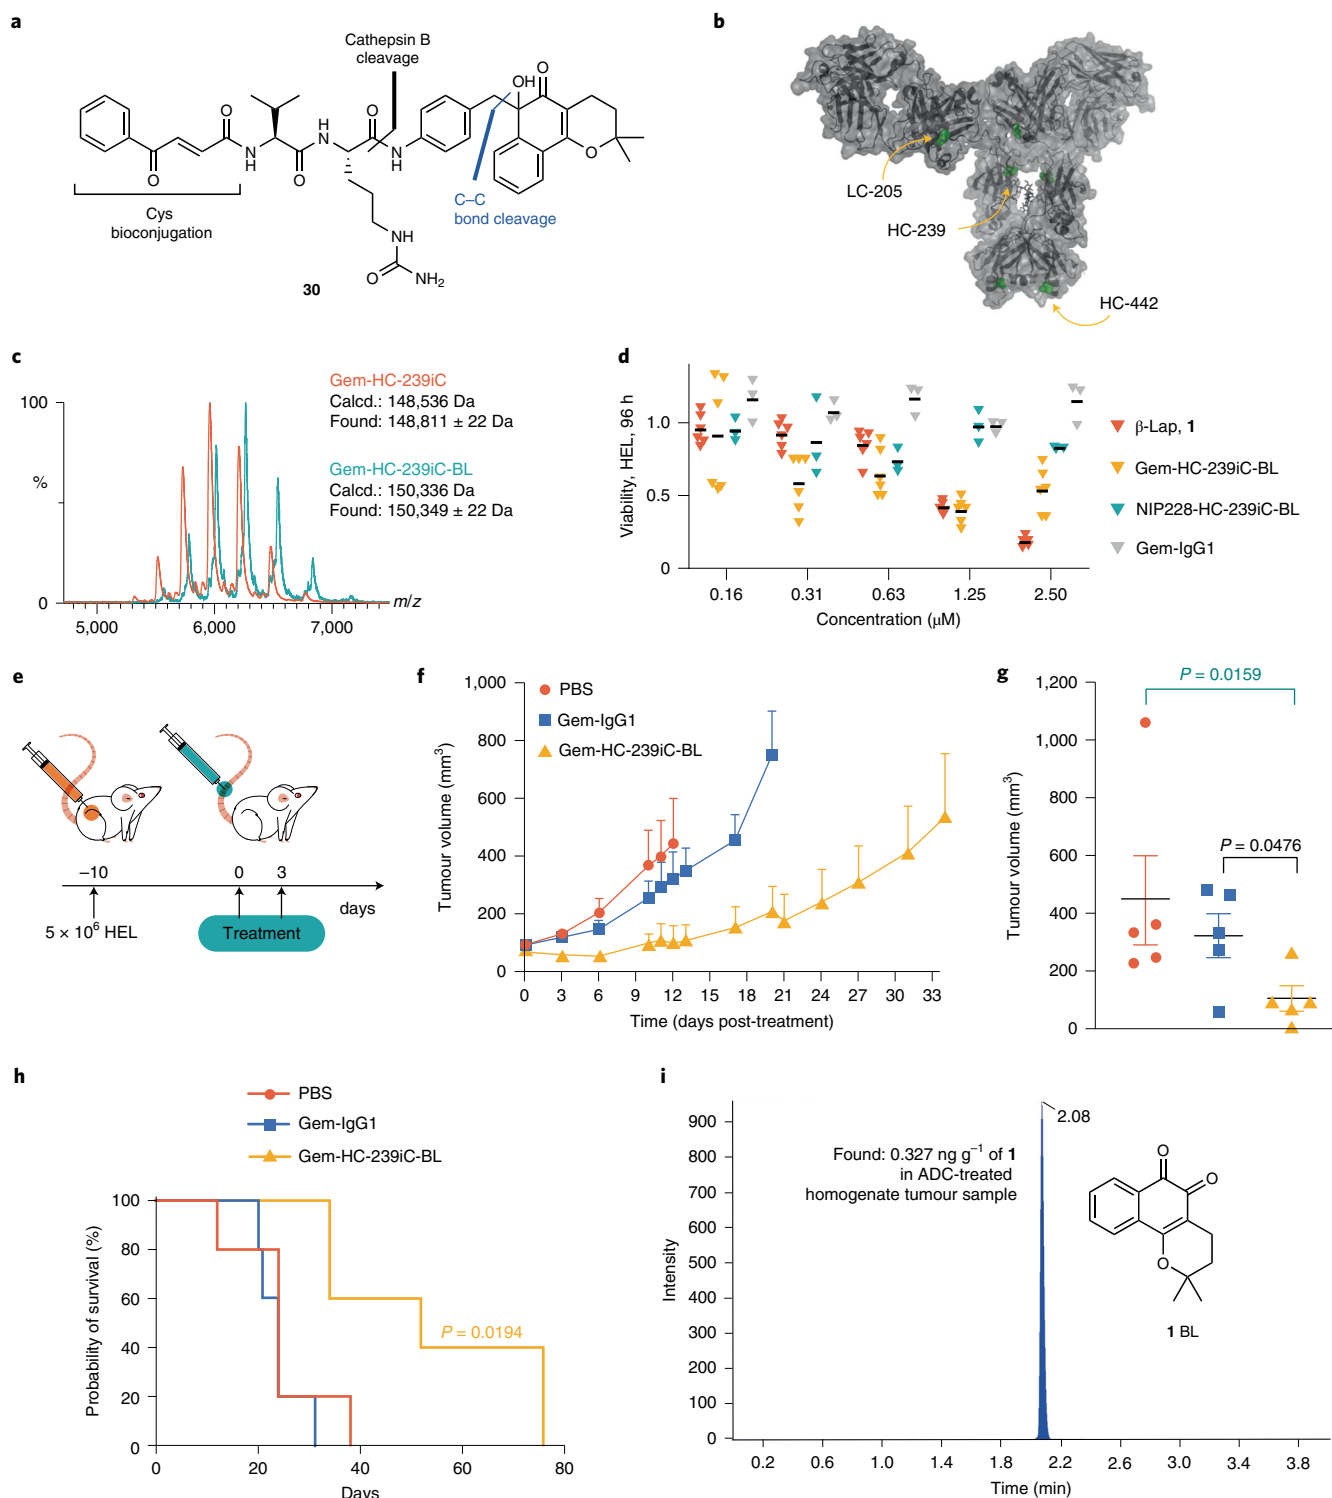 a
Cathepsin B
cleavage
OH
O
O
O
O
O
O
N
H
H
N
N
H
O
O
NH
O
NH2
C–C
bond cleavage
Cys
bioconjugation
30
b
LC-205
HC-239
HC-442
c
Gem-HC-239iC
Calcd.: 148,536 Da
Found: 148,811 ± 22 Da
Gem-HC-239iC-BL
Calcd.: 150,336 Da
Found: 150,349 ± 22 Da
100
%
0
5,000
6,000
7,000
m/z
d
Viability, HEL, 96 h
1.0
0.5
0
0.16
0.31
0.63
1.25
2.50
Concentration (μM)
β-Lap, 1
Gem-HC-239iC-BL
NIP228-HC-239iC-BL
Gem-IgG1
e
–10
0
3
days
5 × 10⁶ HEL
Treatment
f
Tumour volume (mm³)
1,000
800
600
400
200
0
PBS
Gem-IgG1
Gem-HC-239iC-BL
0
3
6
9
12
15
18
21
24
27
30
33
Time (days post-treatment)
g
P = 0.0159
P = 0.0476
Tumour volume (mm³)
1,200
1,000
800
600
400
200
0
h
PBS
Gem-IgG1
Gem-HC-239iC-BL
Probability of survival (%)
100
80
60
40
20
0
P = 0.0194
0
20
40
60
80
Days
i
Intensity
900
800
700
600
500
400
300
200
100
0
2.08
Found: 0.327 ng g⁻¹ of 1
in ADC-treated
homogenate tumour sample
O
O
O
1 BL
0.2
0.6
1.0
1.4
1.8
2.2
2.6
3.0
3.4
3.8
Time (min)